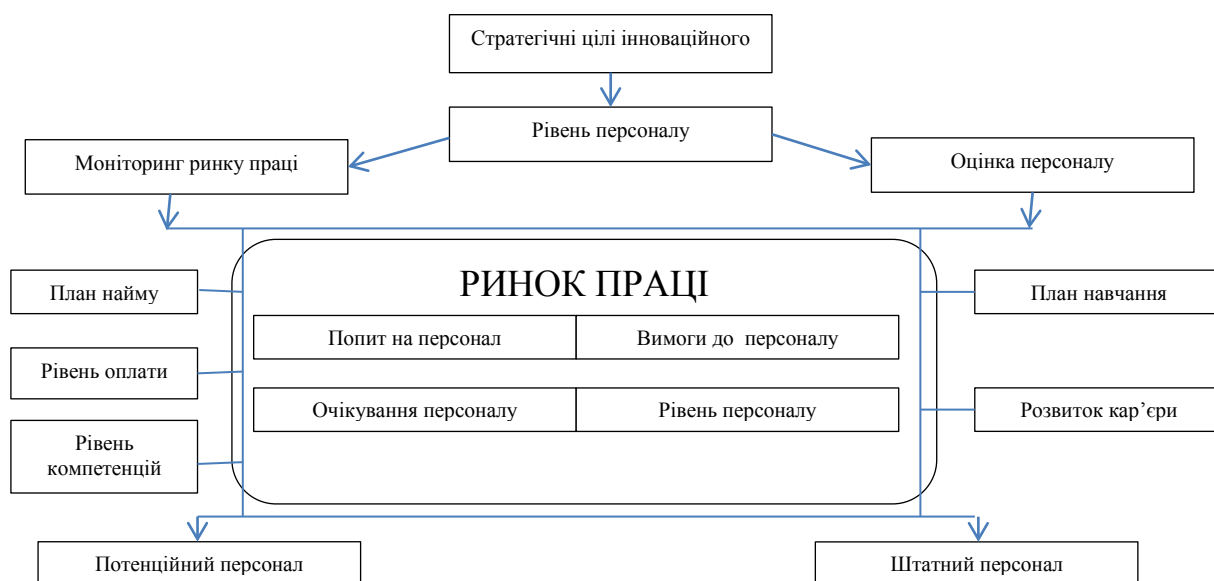 Стратегічні цілі інноваційного
Рівень персоналу
Моніторинг ринку праці
Оцінка персоналу
РИНОК ПРАЦІ
План найму
План навчання
Попит на персонал
Вимоги до персоналу
Рівень оплати
Очікування персоналу
Рівень персоналу
Розвиток кар’єри
Рівень
компетенцій
Потенційний персонал
Штатний персонал